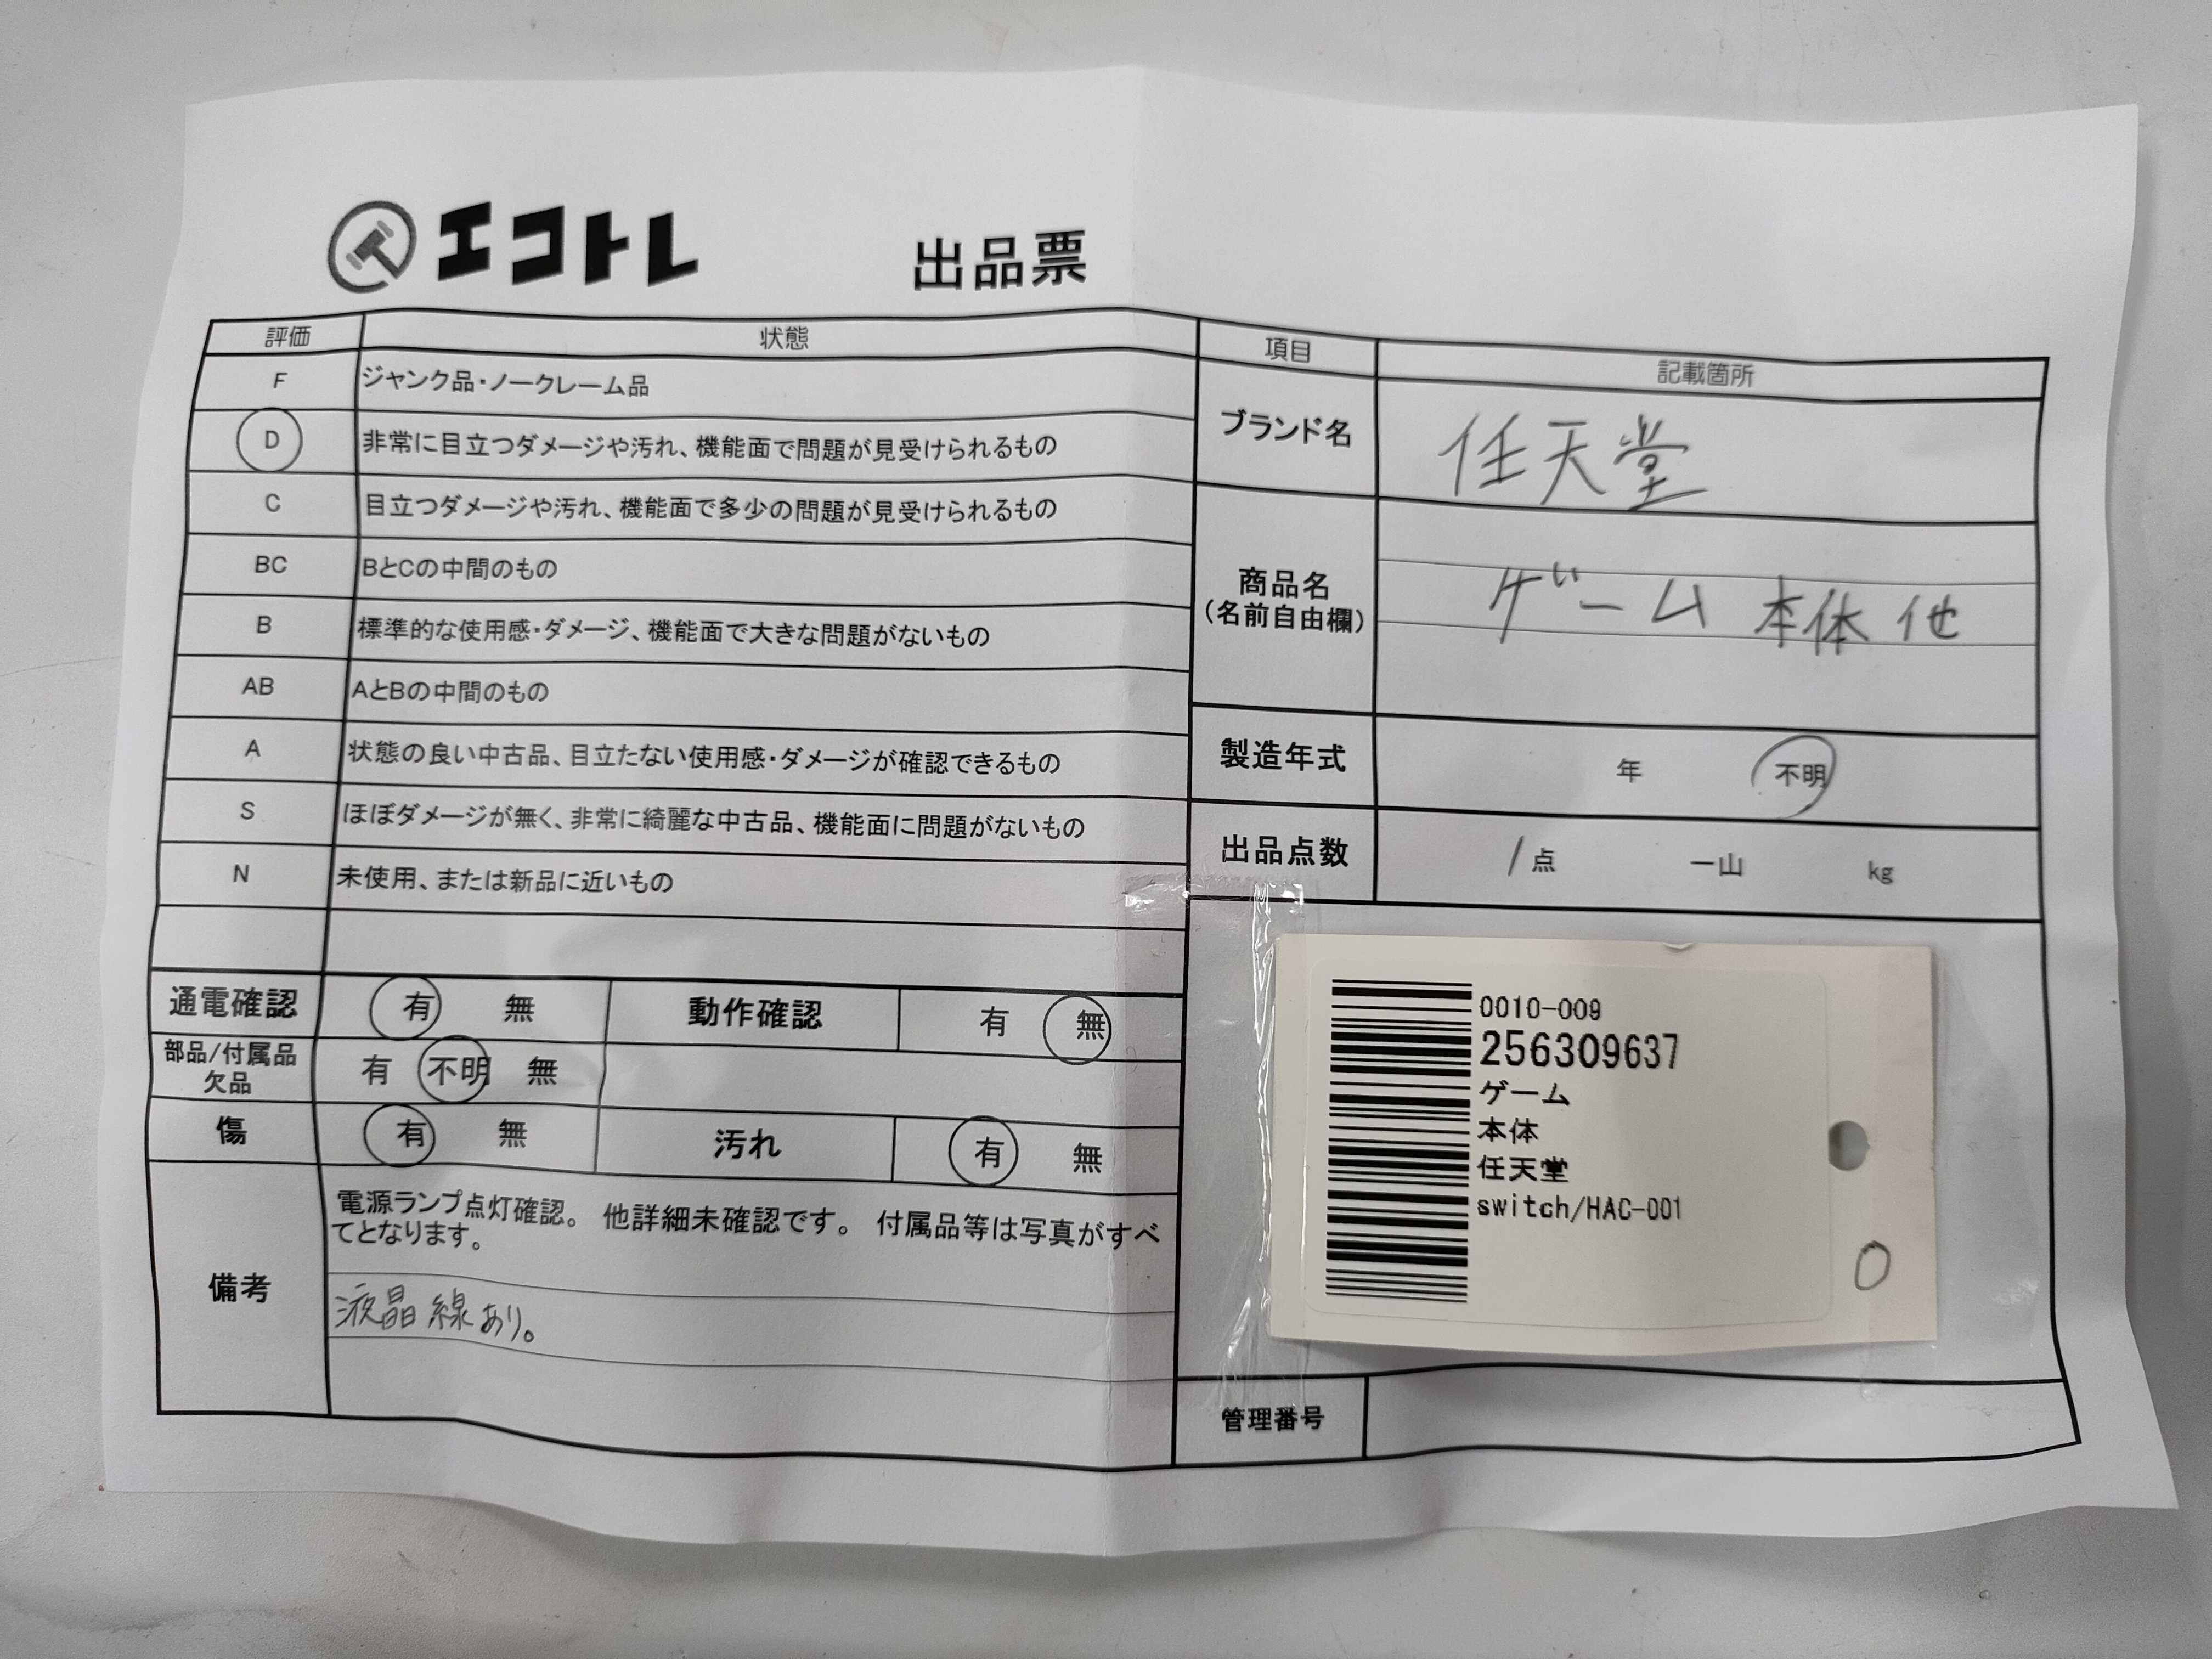 エコトレ
出品票
評価 状態
F ジャンク品・ノークレーム品
D 非常に目立つダメージや汚れ、機能面で問題が見受けられるもの
C 目立つダメージや汚れ、機能面で多少の問題が見受けられるもの
BC BとCの中間のもの
B 標準的な使用感・ダメージ、機能面で大きな問題がないもの
AB AとBの中間のもの
A 状態の良い中古品、目立たない使用感・ダメージが確認できるもの
S ほぼダメージが無く、非常に綺麗な中古品、機能面に問題がないもの
N 未使用、または新品に近いもの
通電確認 有 無 動作確認 有 無
部品/付属品
欠品 有 不明 無
傷 有 無 汚れ 有 無
備考
電源ランプ点灯確認。 他詳細未確認です。 付属品等は写真がすべ
てとなります。
液晶線あり。
項目 記載箇所
ブランド名 任天堂
商品名
(名前自由欄)
ゲーム 本体 他
製造年式 年 不明
出品点数 1点 一山 kg
0010-009
256309637
ゲーム
本体
任天堂
switch/HAC-001
0
管理番号